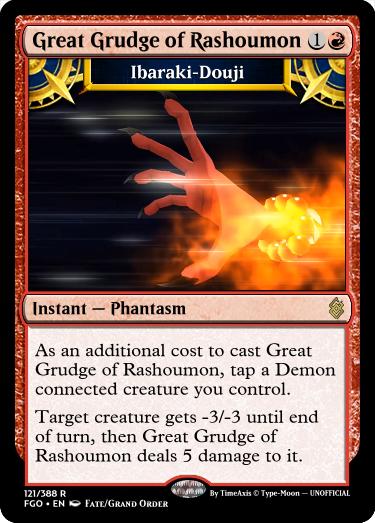 Great Grudge of Rashoumon 1
Ibaraki-Douji
Instant — Phantasm
As an additional cost to cast Great
Grudge of Rashoumon, tap a Demon
connected creature you control.
Target creature gets -3/-3 until end
of turn, then Great Grudge of
Rashoumon deals 5 damage to it.
121/388 R
FGO • EN Fate/Grand Order
By TimeAxis © Type-Moon — UNOFFICIAL